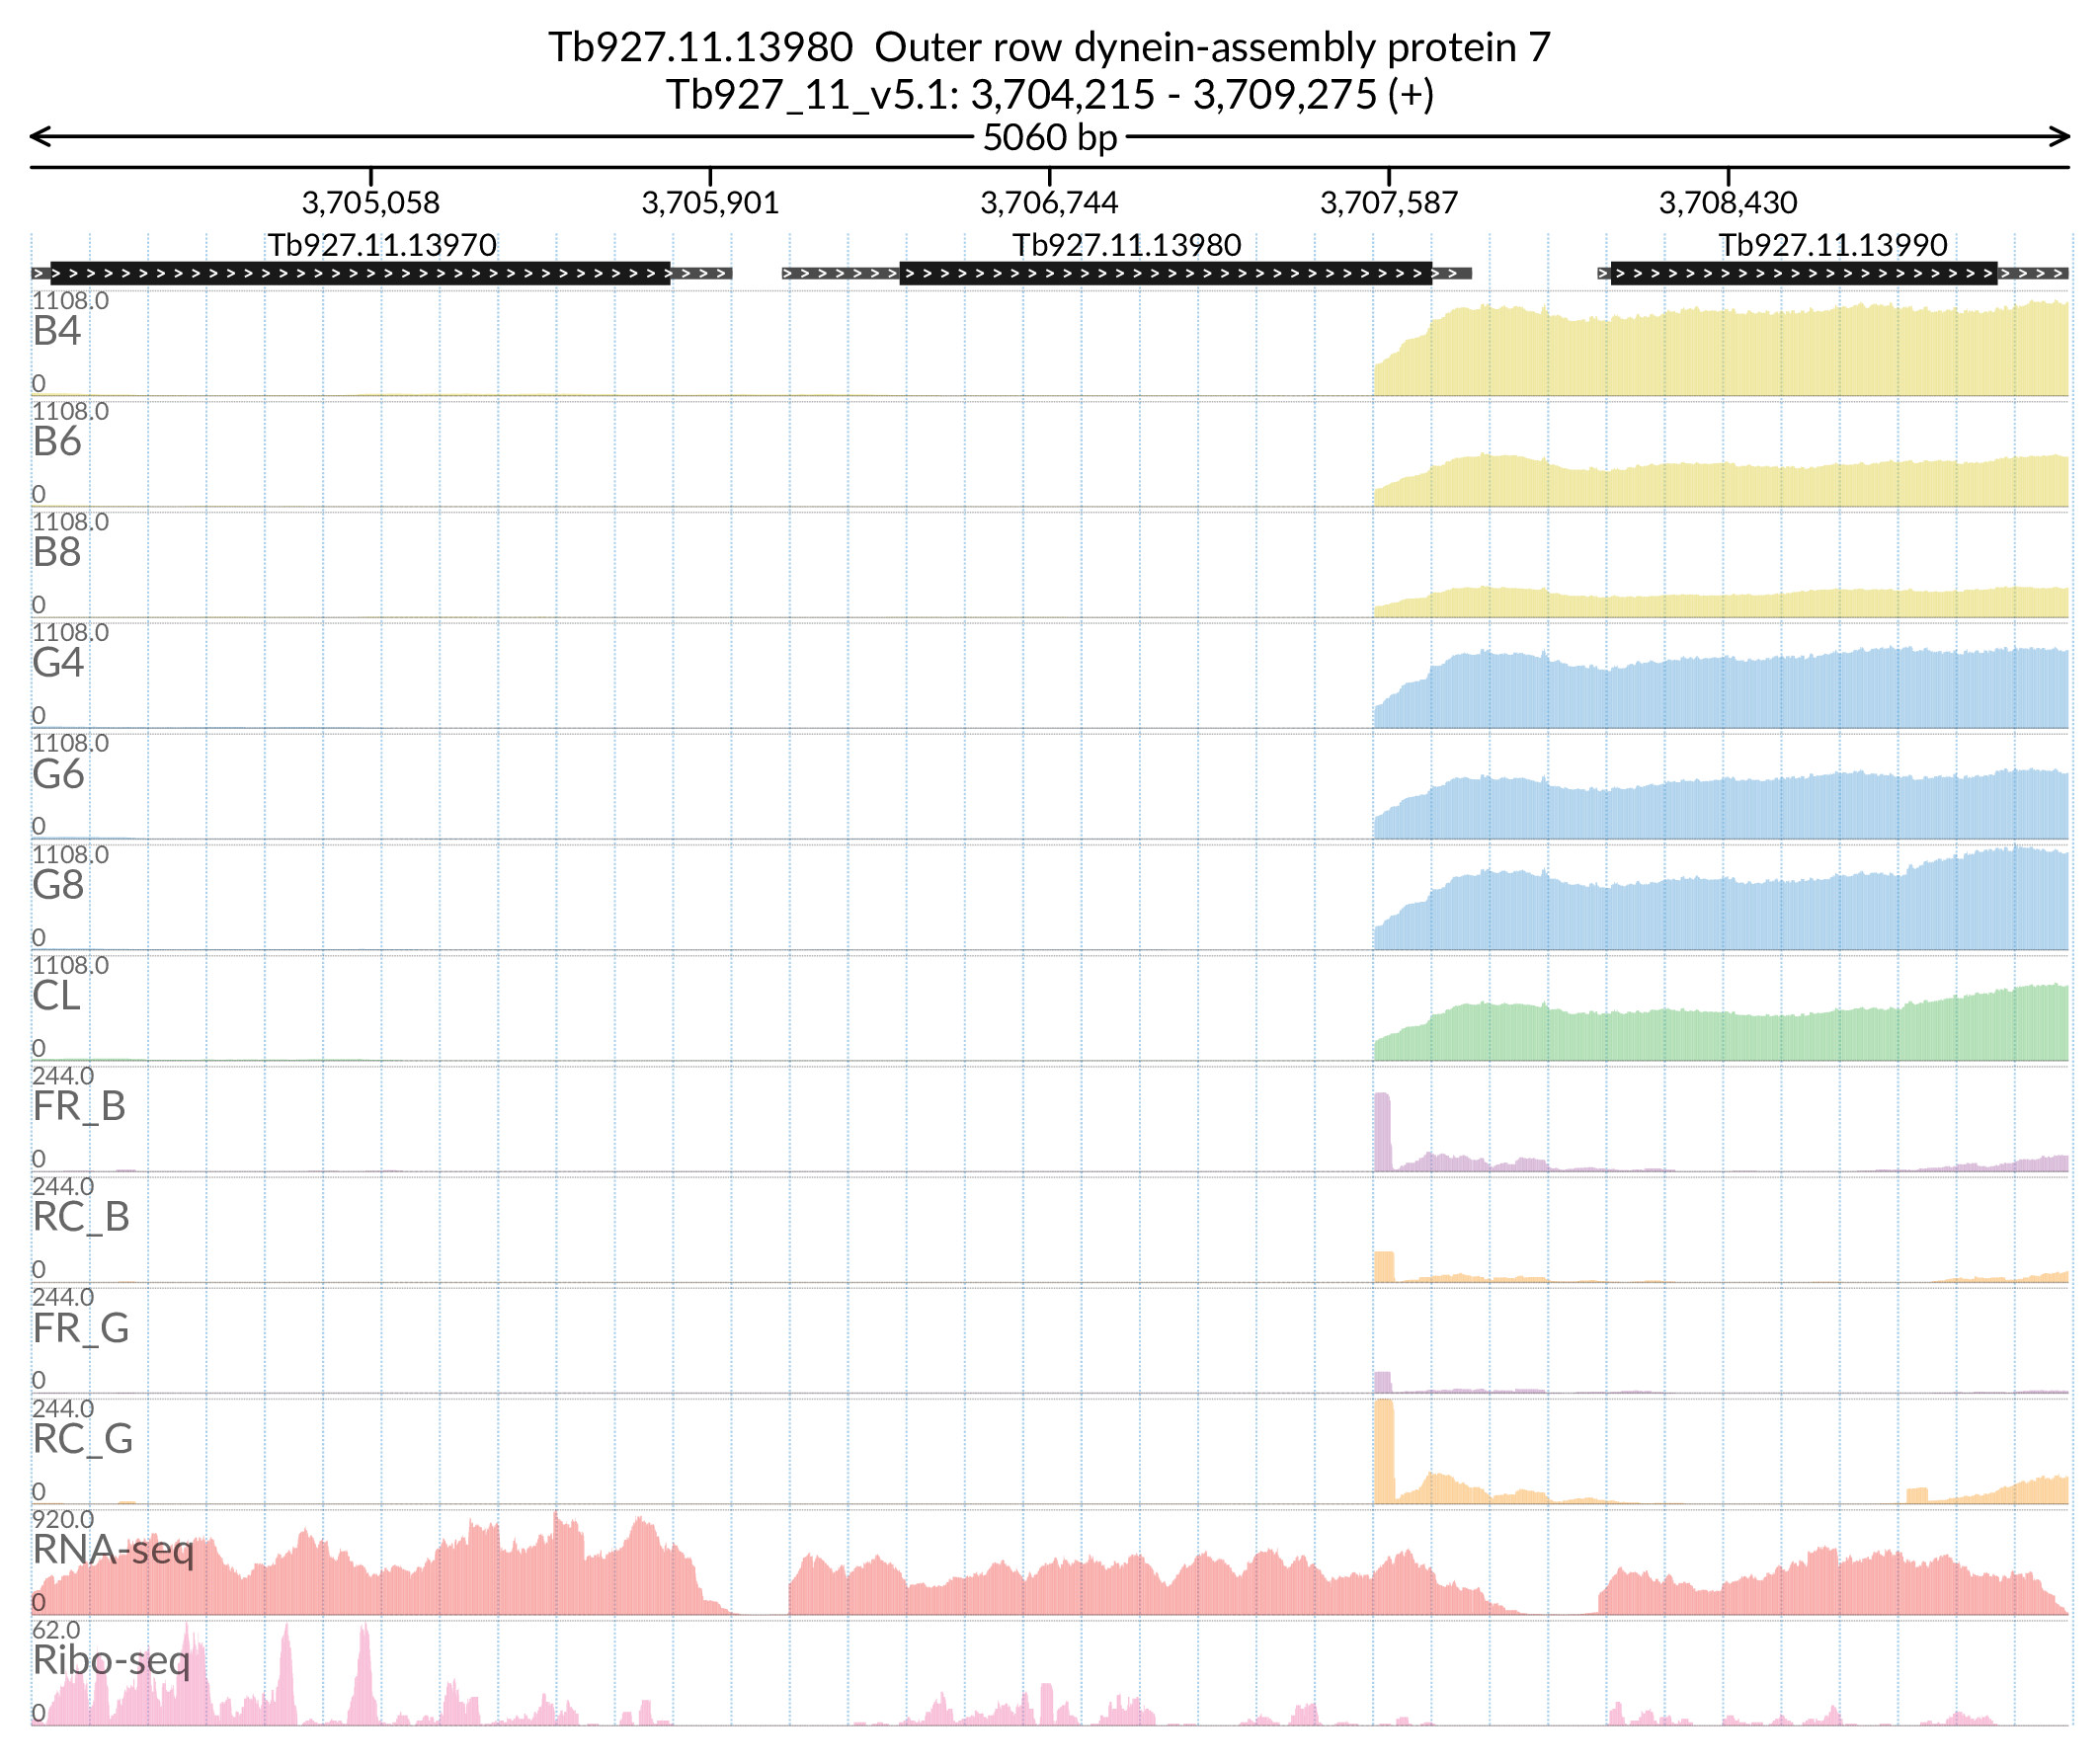 Tb927.11.13980  Outer row dynein-assembly protein 7
Tb927_11_v5.1: 3,704,215 - 3,709,275 (+)
5060 bp
3,705,058 3,705,901 3,706,744 3,707,587 3,708,430
Tb927.11.13970 Tb927.11.13980 Tb927.11.13990
1108.0
B4
0
1108.0
B6
0
1108.0
B8
0
1108.0
G4
0
1108.0
G6
0
1108.0
G8
0
1108.0
CL
0
244.0
FR_B
0
244.0
RC_B
0
244.0
FR_G
0
244.0
RC_G
0
920.0
RNA-seq
0
62.0
Ribo-seq
0